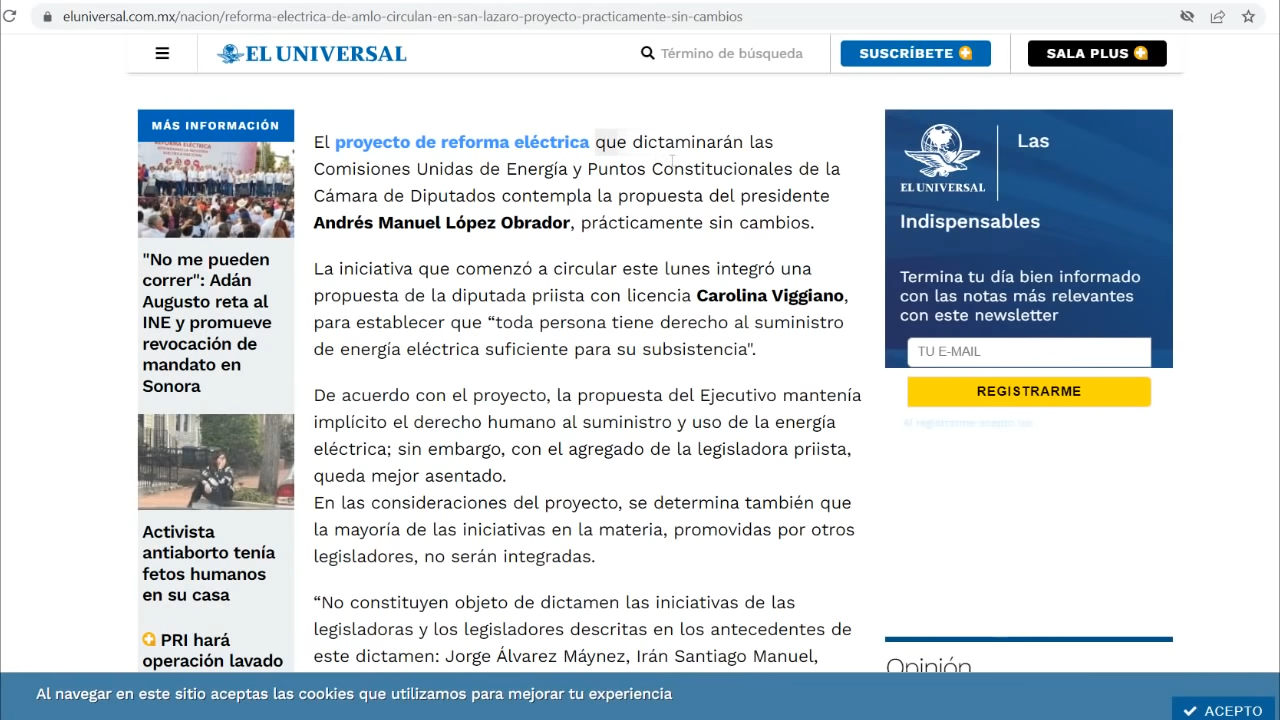 eluniversal.com.mx/nacion/reforma-electrica-de-amlo-circulan-en-san-lazaro-proyecto-practicamente-sin-cambios
EL UNIVERSAL
Término de búsqueda
SUSCRÍBETE
SALA PLUS
MÁS INFORMACIÓN
"No me pueden
correr": Adán
Augusto reta al
INE y promueve
revocación de
mandato en
Sonora
Activista
antiaborto tenía
fetos humanos
en su casa
PRI hará
operación lavado
El proyecto de reforma eléctrica que dictaminarán las
Comisiones Unidas de Energía y Puntos Constitucionales de la
Cámara de Diputados contempla la propuesta del presidente
Andrés Manuel López Obrador, prácticamente sin cambios.
La iniciativa que comenzó a circular este lunes integró una
propuesta de la diputada priista con licencia Carolina Viggiano,
para establecer que “toda persona tiene derecho al suministro
de energía eléctrica suficiente para su subsistencia".
De acuerdo con el proyecto, la propuesta del Ejecutivo mantenía
implícito el derecho humano al suministro y uso de la energía
eléctrica; sin embargo, con el agregado de la legisladora priista,
queda mejor asentado.
En las consideraciones del proyecto, se determina también que
la mayoría de las iniciativas en la materia, promovidas por otros
legisladores, no serán integradas.
“No constituyen objeto de dictamen las iniciativas de las
legisladoras y los legisladores descritas en los antecedentes de
este dictamen: Jorge Álvarez Máynez, Irán Santiago Manuel,
EL UNIVERSAL
Las
Indispensables
Termina tu día bien informado
con las notas más relevantes
con este newsletter
TU E-MAIL
REGISTRARME
Al registrarme acepto los
Opinión
Al navegar en este sitio aceptas las cookies que utilizamos para mejorar tu experiencia
ACEPTO